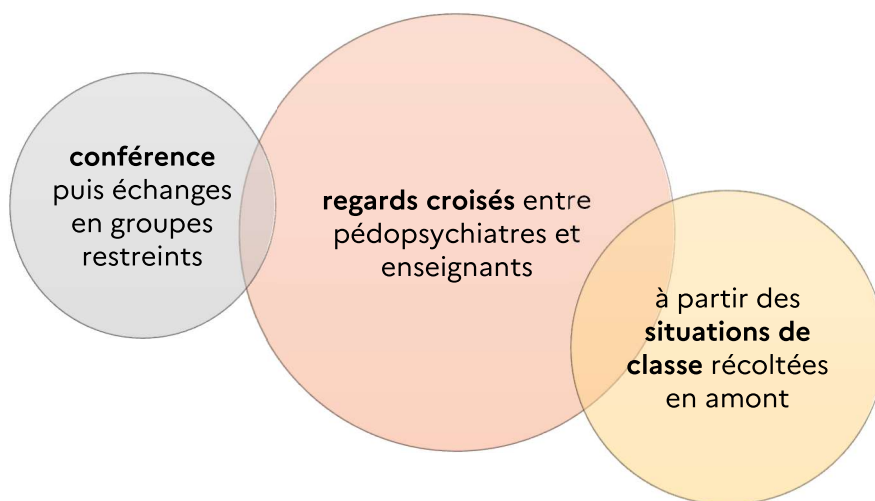 conférence
puis échanges
en groupes
restreints
regards croisés entre
pédopsychiatres et
enseignants
à partir des
situations de
classe récoltées
en amont